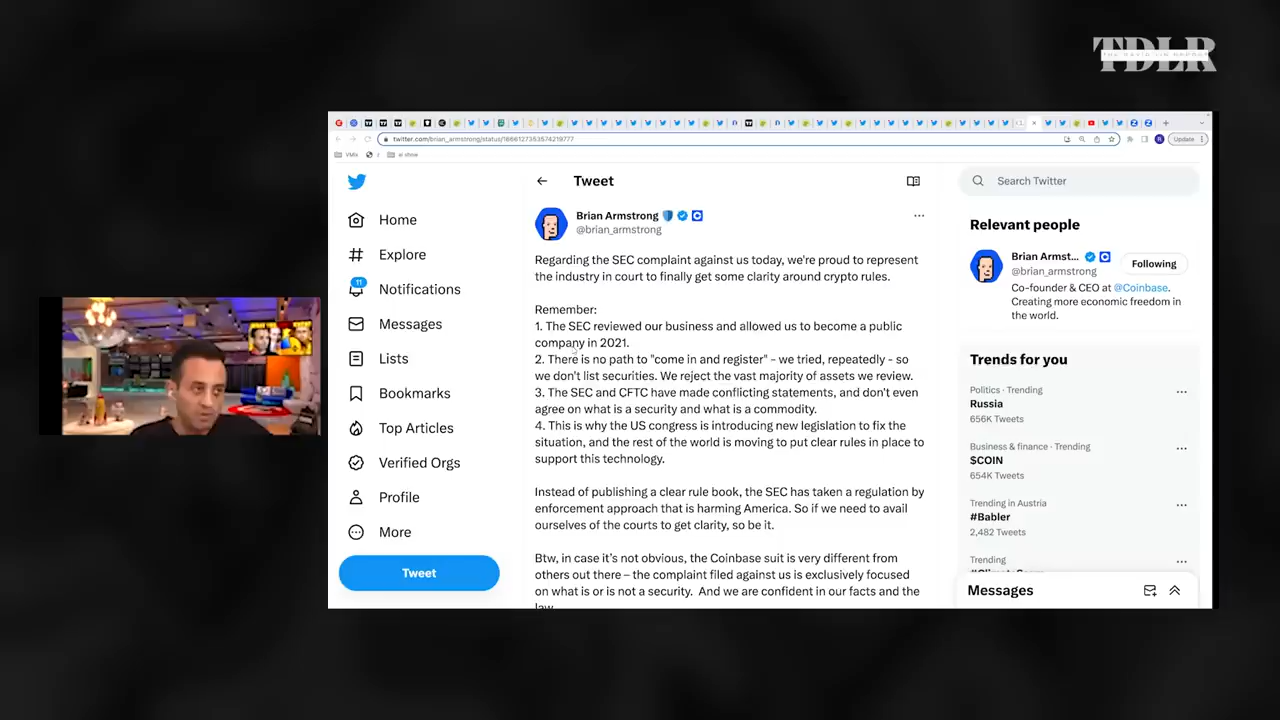 TDLR
twitter.com/brian_armstrong/status/1666127353574219777
Update
VMis
ai show
Tweet
Search Twitter
Home
Explore
11
Notifications
Messages
Lists
Bookmarks
Top Articles
Verified Orgs
Profile
More
Tweet
Brian Armstrong
@brian_armstrong
Regarding the SEC complaint against us today, we're proud to represent
the industry in court to finally get some clarity around crypto rules.
Remember:
1. The SEC reviewed our business and allowed us to become a public
company in 2021.
2. There is no path to "come in and register" - we tried, repeatedly - so
we don't list securities. We reject the vast majority of assets we review.
3. The SEC and CFTC have made conflicting statements, and don't even
agree on what is a security and what is a commodity.
4. This is why the US congress is introducing new legislation to fix the
situation, and the rest of the world is moving to put clear rules in place to
support this technology.
Instead of publishing a clear rule book, the SEC has taken a regulation by
enforcement approach that is harming America. So if we need to avail
ourselves of the courts to get clarity, so be it.
Btw, in case it's not obvious, the Coinbase suit is very different from
others out there – the complaint filed against us is exclusively focused
on what is or is not a security. And we are confident in our facts and the
law.
Relevant people
Brian Armst...
@brian_armstrong
Following
Co-founder & CEO at @Coinbase.
Creating more economic freedom in
the world.
Trends for you
Politics · Trending
Russia
656K Tweets
Business & finance · Trending
$COIN
654K Tweets
Trending in Austria
#Babler
2,482 Tweets
Trending
Messages